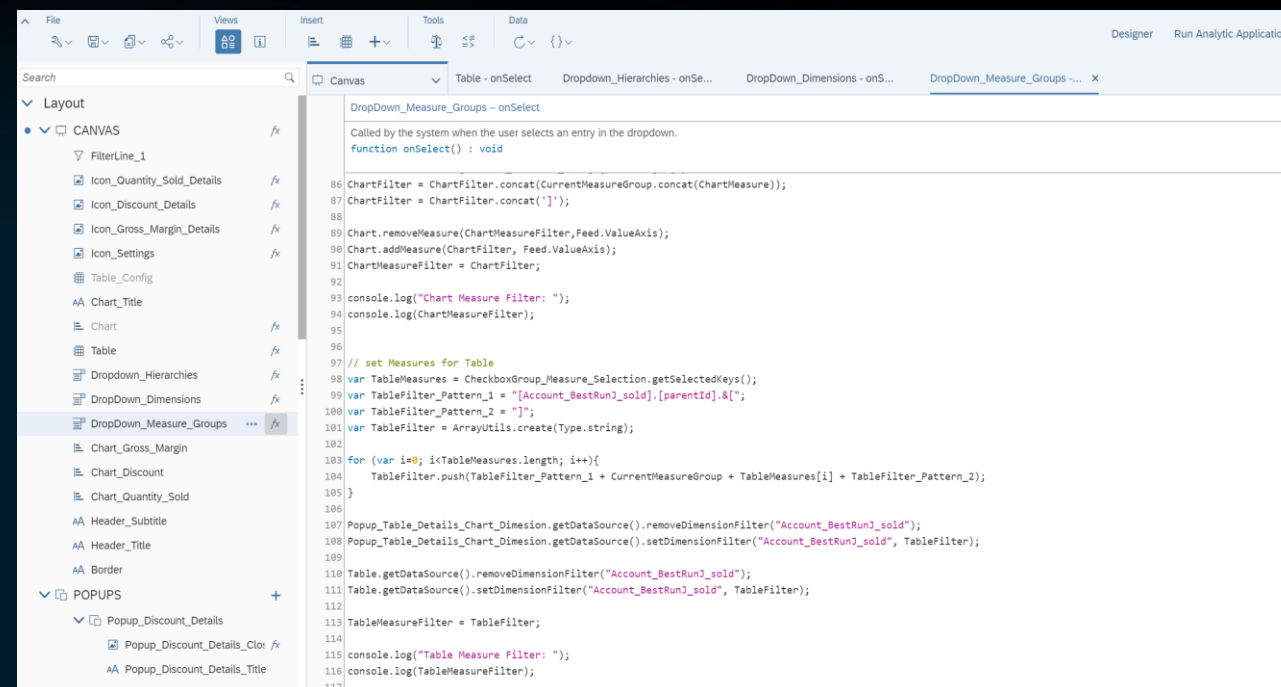 File
Views
Insert
Tools
Data
Designer
Run Analytic Applicatio
Search
Layout
CANVAS
FilterLine_1
Icon_Quantity_Sold_Details
Icon_Discount_Details
Icon_Gross_Margin_Details
Icon_Settings
Table_Config
Chart_Title
Chart
Table
Dropdown_Hierarchies
DropDown_Dimensions
DropDown_Measure_Groups
Chart_Gross_Margin
Chart_Discount
Chart_Quantity_Sold
Header_Subtitle
Header_Title
Border
POPUPS
Popup_Discount_Details
Popup_Discount_Details_Clos
Popup_Discount_Details_Title
Canvas
Table - onSelect
Dropdown_Hierarchies - onSe...
DropDown_Dimensions - onS...
DropDown_Measure_Groups -...
DropDown_Measure_Groups – onSelect
Called by the system when the user selects an entry in the dropdown.
function onSelect() : void
86 ChartFilter = ChartFilter.concat(CurrentMeasureGroup.concat(ChartMeasure));
87 ChartFilter = ChartFilter.concat(']');
88
89 Chart.removeMeasure(ChartMeasureFilter,Feed.ValueAxis);
90 Chart.addMeasure(ChartFilter, Feed.ValueAxis);
91 ChartMeasureFilter = ChartFilter;
92
93 console.log("Chart Measure Filter: ");
94 console.log(ChartMeasureFilter);
95
96
97 // set Measures for Table
98 var TableMeasures = CheckboxGroup_Measure_Selection.getSelectedKeys();
99 var TableFilter_Pattern_1 = "[Account_BestRunJ_sold].[parentId].&[";
100 var TableFilter_Pattern_2 = "]";
101 var TableFilter = ArrayUtils.create(Type.string);
102
103 for (var i=0; i<TableMeasures.length; i++){
104 TableFilter.push(TableFilter_Pattern_1 + CurrentMeasureGroup + TableMeasures[i] + TableFilter_Pattern_2);
105 }
106
107 Popup_Table_Details_Chart_Dimesion.getDataSource().removeDimensionFilter("Account_BestRunJ_sold");
108 Popup_Table_Details_Chart_Dimesion.getDataSource().setDimensionFilter("Account_BestRunJ_sold", TableFilter);
109
110 Table.getDataSource().removeDimensionFilter("Account_BestRunJ_sold");
111 Table.getDataSource().setDimensionFilter("Account_BestRunJ_sold", TableFilter);
112
113 TableMeasureFilter = TableFilter;
114
115 console.log("Table Measure Filter: ");
116 console.log(TableMeasureFilter);